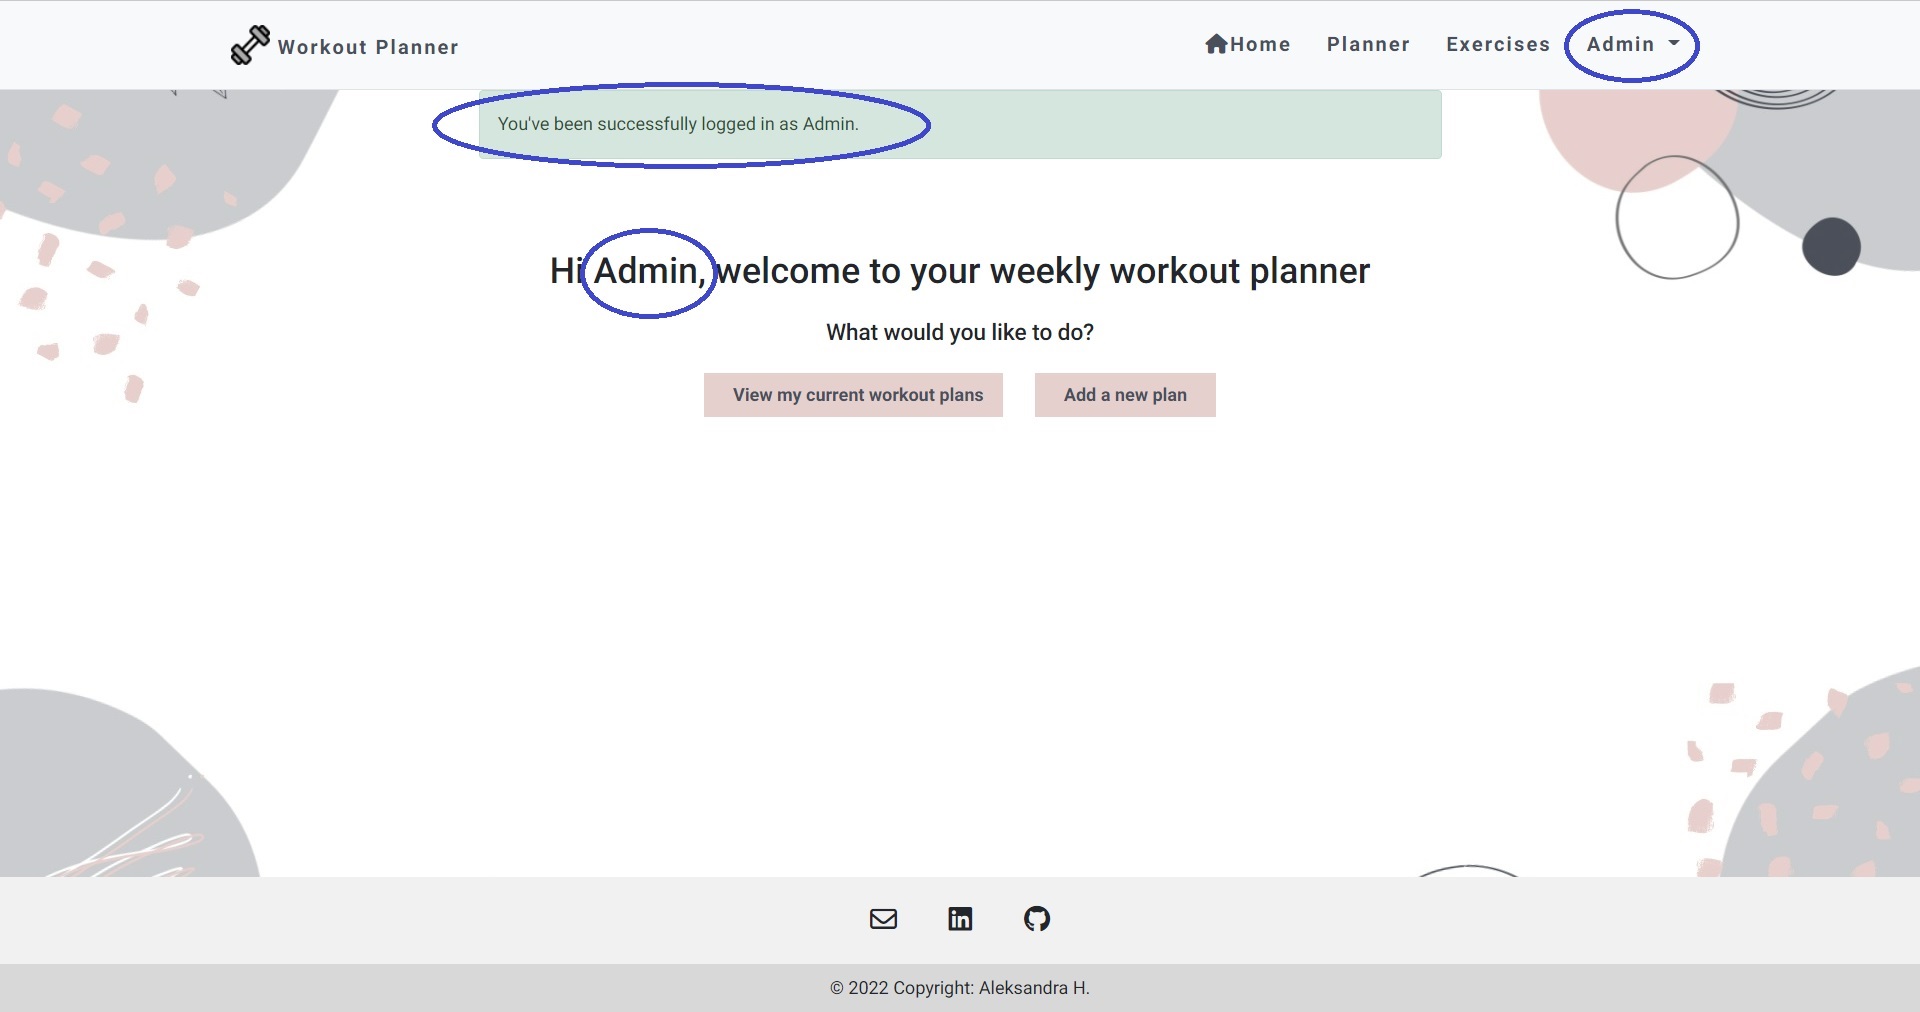 Workout Planner
Home Planner Exercises Admin
You've been successfully logged in as Admin.
Hi Admin, welcome to your weekly workout planner
What would you like to do?
View my current workout plans Add a new plan
in
© 2022 Copyright: Aleksandra H.